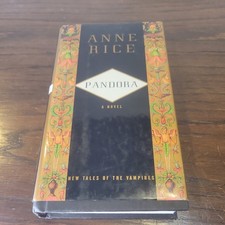 ANNE
RICE
PANDORA
A NOVEL
NEW TALES OF THE VAMPIRES